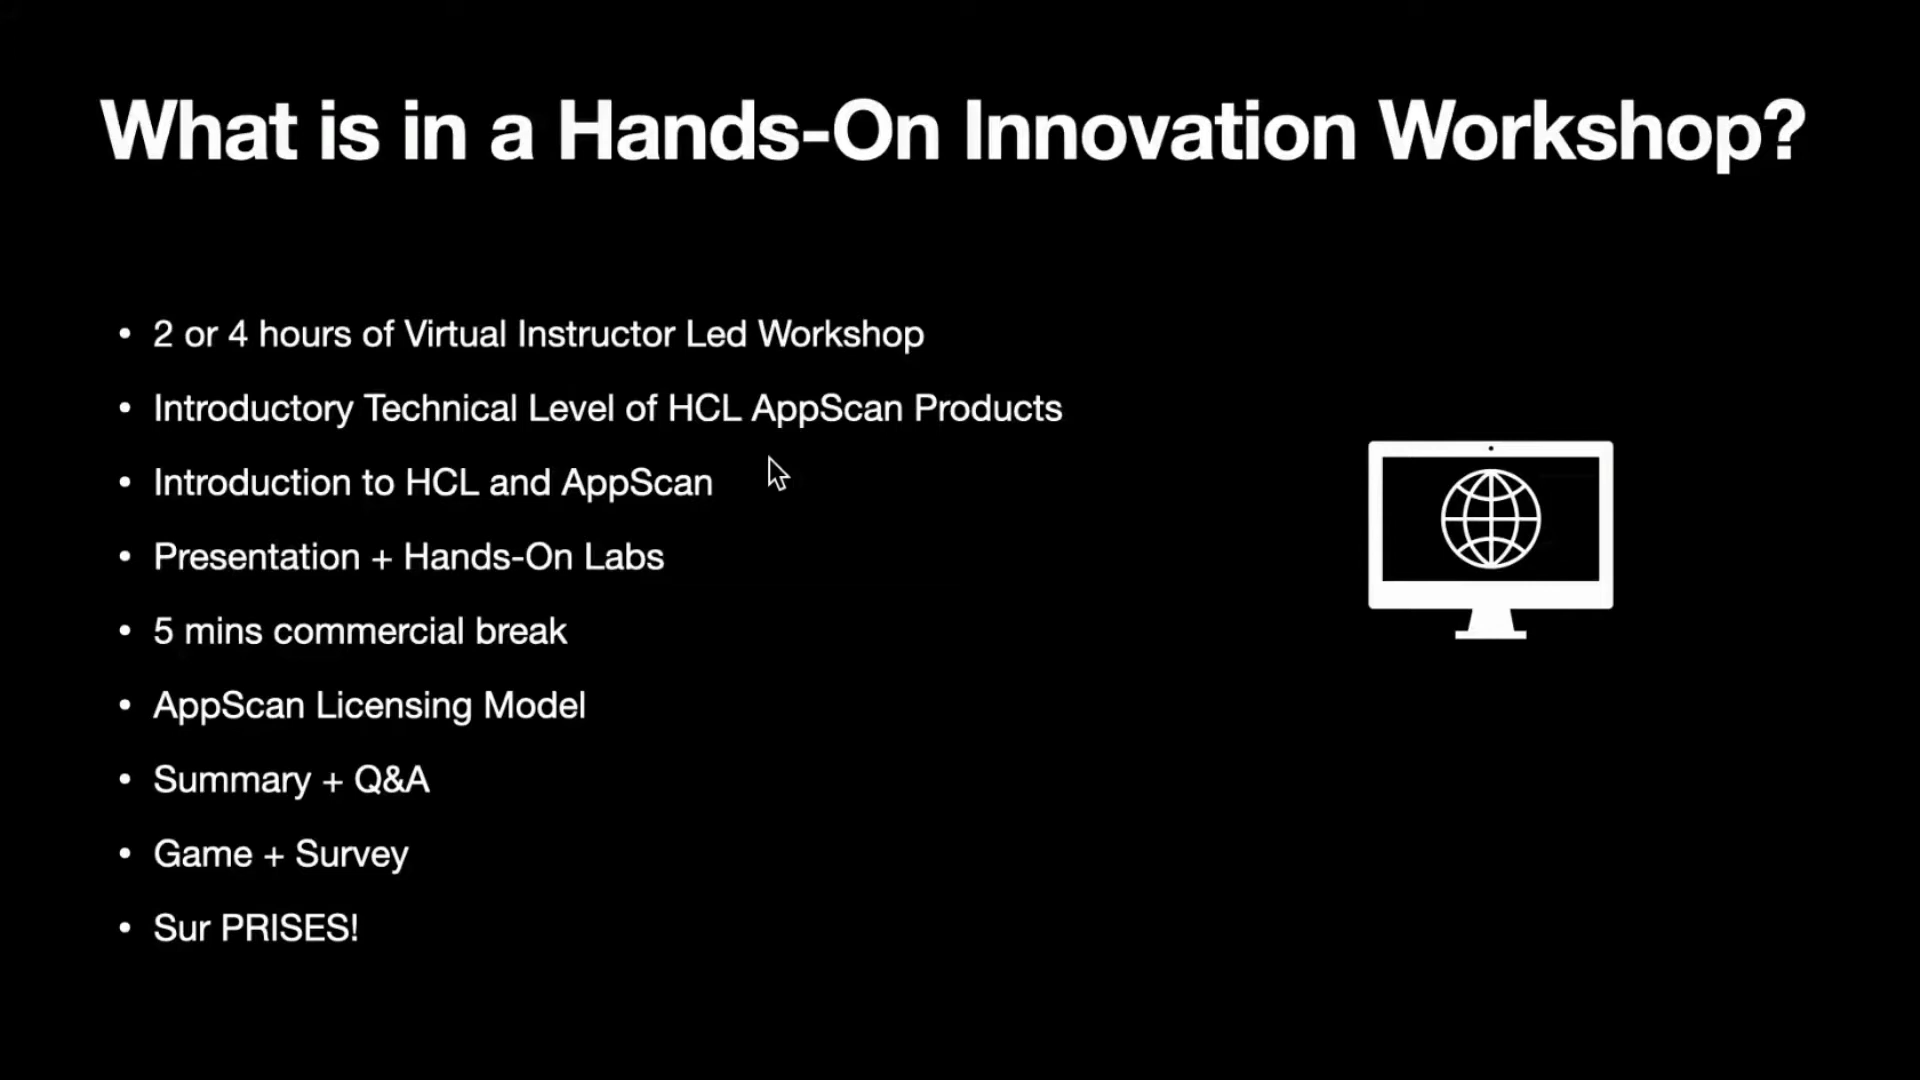 What is in a Hands-On Innovation Workshop?
• 2 or 4 hours of Virtual Instructor Led Workshop
• Introductory Technical Level of HCL AppScan Products
• Introduction to HCL and AppScan
• Presentation + Hands-On Labs
• 5 mins commercial break
• AppScan Licensing Model
• Summary + Q&A
• Game + Survey
• Sur PRISES!